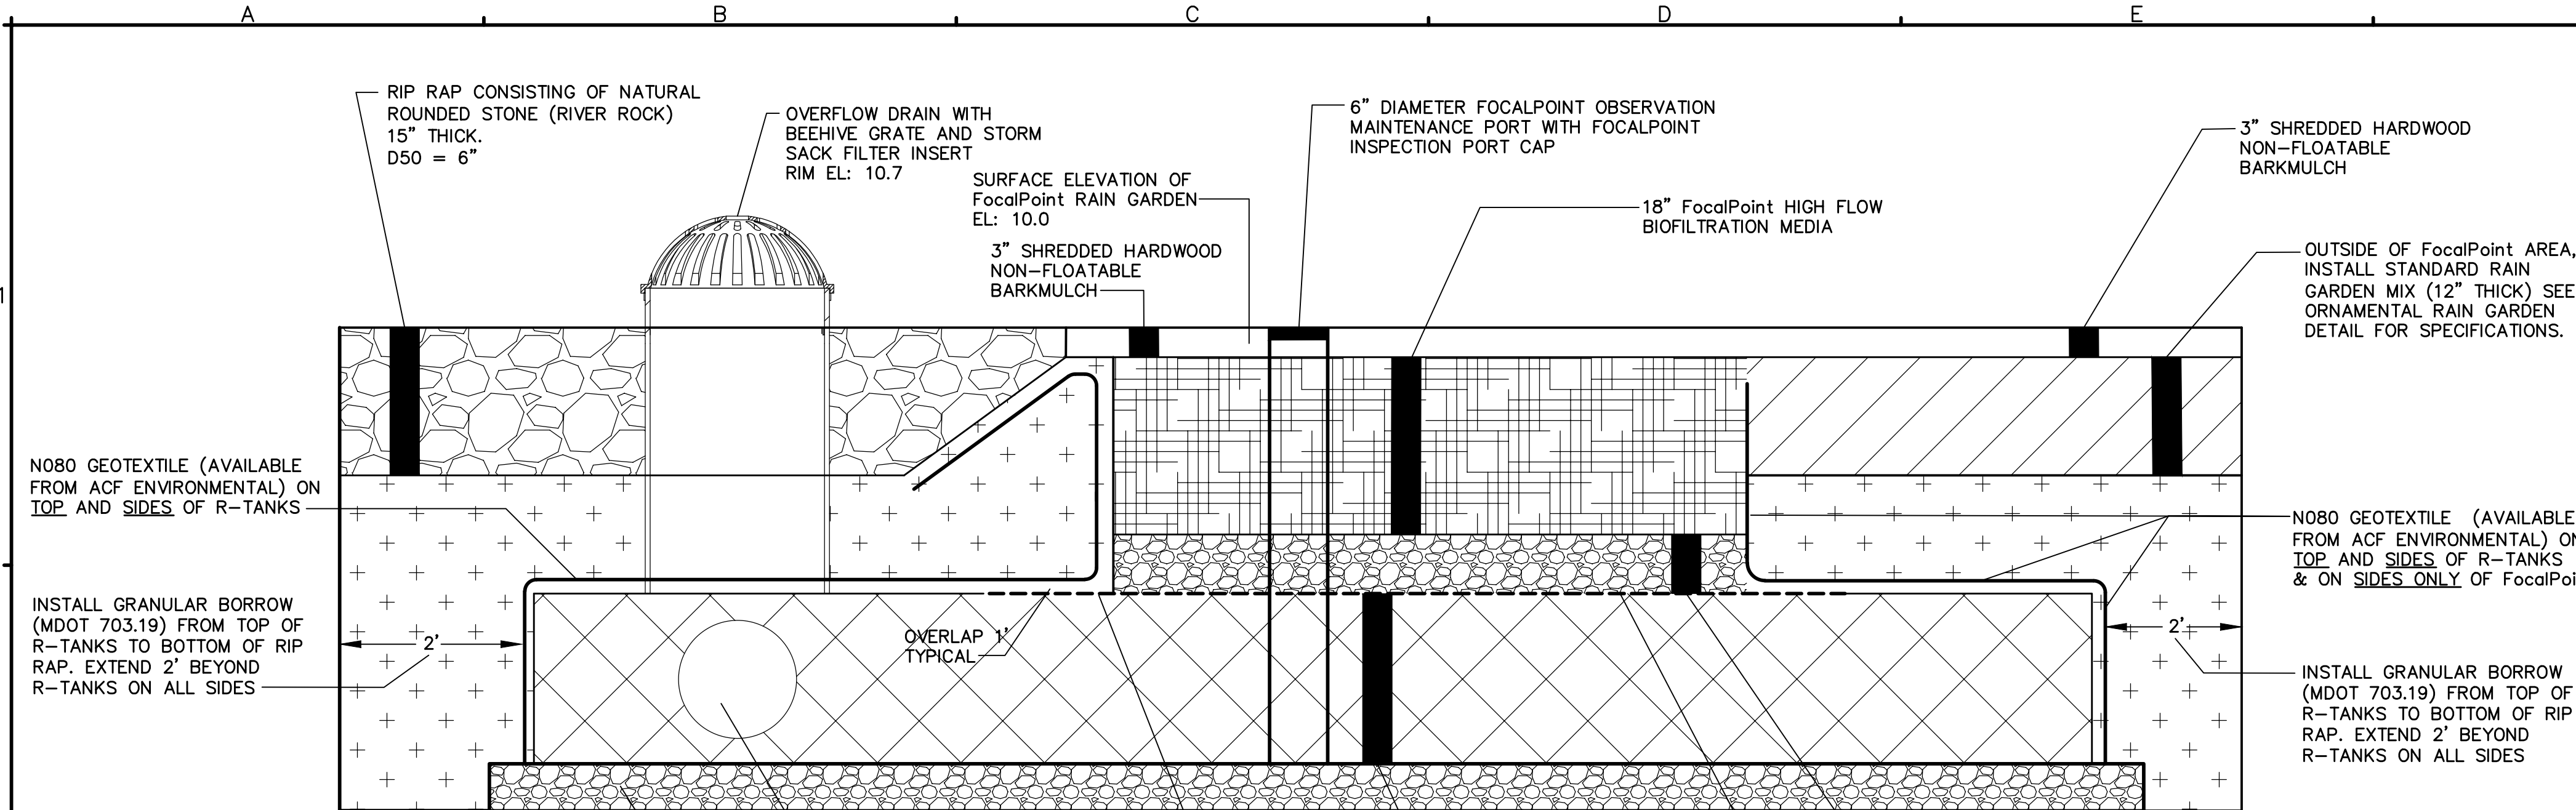 A
B
C
D
E
1
RIP RAP CONSISTING OF NATURAL
ROUNDED STONE (RIVER ROCK)
15” THICK.
D50 = 6”
OVERFLOW DRAIN WITH
BEEHIVE GRATE AND STORM
SACK FILTER INSERT
RIM EL: 10.7
SURFACE ELEVATION OF
FocalPoint RAIN GARDEN
EL: 10.0
3” SHREDDED HARDWOOD
NON-FLOATABLE
BARKMULCH
6” DIAMETER FOCALPOINT OBSERVATION
MAINTENANCE PORT WITH FOCALPOINT
INSPECTION PORT CAP
18” FocalPoint HIGH FLOW
BIOFILTRATION MEDIA
3” SHREDDED HARDWOOD
NON-FLOATABLE
BARKMULCH
OUTSIDE OF FocalPoint AREA,
INSTALL STANDARD RAIN
GARDEN MIX (12” THICK) SEE
ORNAMENTAL RAIN GARDEN
DETAIL FOR SPECIFICATIONS.
N080 GEOTEXTILE (AVAILABLE
FROM ACF ENVIRONMENTAL) ON
TOP AND SIDES OF R-TANKS
INSTALL GRANULAR BORROW
(MDOT 703.19) FROM TOP OF
R-TANKS TO BOTTOM OF RIP
RAP. EXTEND 2’ BEYOND
R-TANKS ON ALL SIDES
2’
OVERLAP 1’
TYPICAL
N080 GEOTEXTILE (AVAILABLE
FROM ACF ENVIRONMENTAL) ON
TOP AND SIDES OF R-TANKS
& ON SIDES ONLY OF FocalPoi
2’
INSTALL GRANULAR BORROW
(MDOT 703.19) FROM TOP OF
R-TANKS TO BOTTOM OF RIP
RAP. EXTEND 2’ BEYOND
R-TANKS ON ALL SIDES